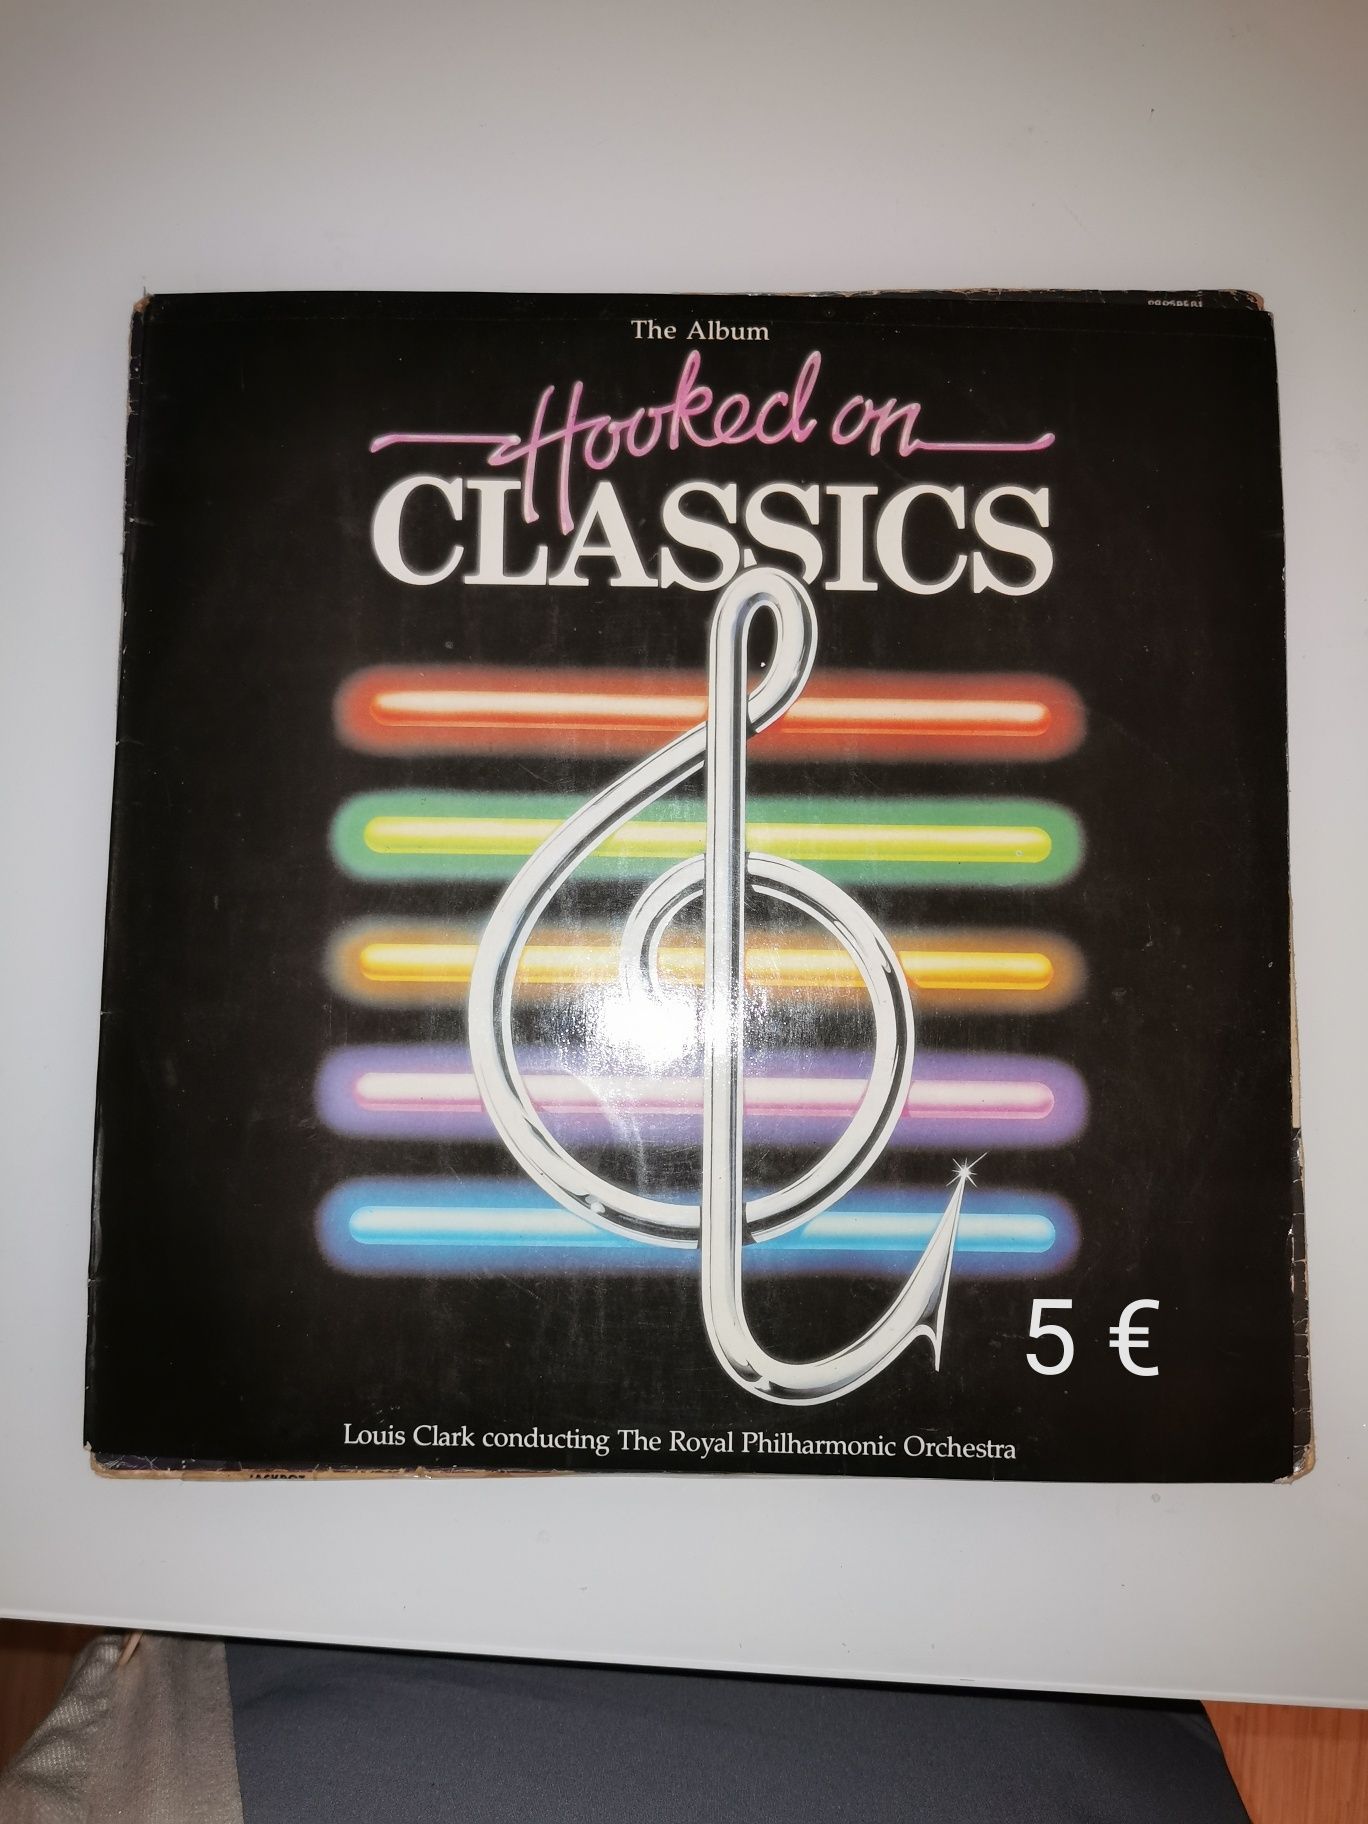 The Album
Hooked on
CLASSICS
5 €
Louis Clark conducting The Royal Philharmonic Orchestra